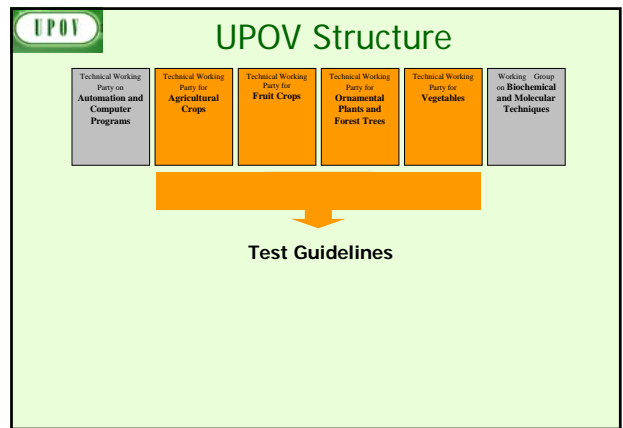 UPOV
UPOV Structure
Technical Working
Party on
Automation and
Computer
Programs
Technical Working
Party for
Agricultural
Crops
Technical Working
Party for
Fruit Crops
Technical Working
Party for
Ornamental
Plants and
Forest Trees
Technical Working
Party for
Vegetables
Working Group
on Biochemical
and Molecular
Techniques
Test Guidelines